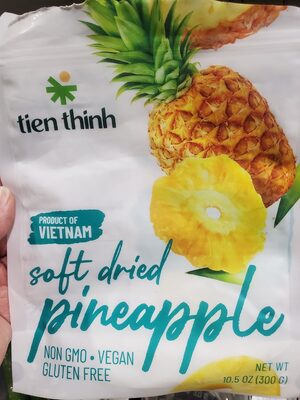 tien thinh
PRODUCT OF
VIETNAM
soft dried
pineapple
NON GMO • VEGAN
GLUTEN FREE
NET WT
10.5 OZ (300 G)